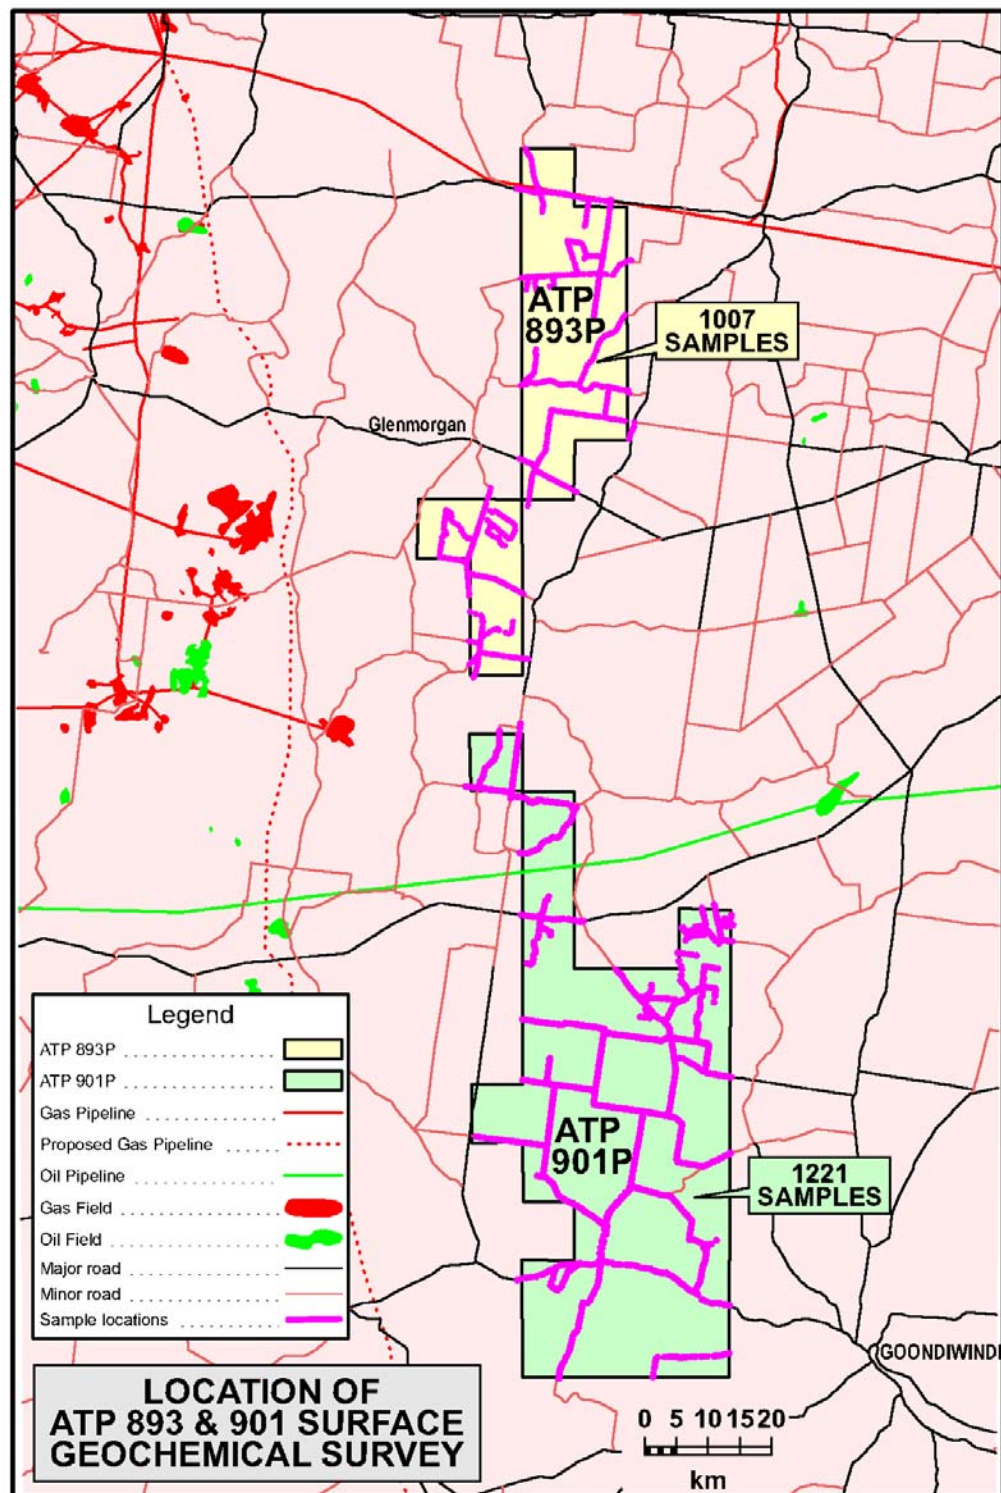 ATP
893P
1007
SAMPLES
Glenmorgan
Legend
ATP 893P
ATP 901P
Gas Pipeline
Proposed Gas Pipeline
Oil Pipeline
Gas Field
Oil Field
Major road
Minor road
Sample locations
ATP
901P
1221
SAMPLES
GOONDIWINDI
LOCATION OF
ATP 893 & 901 SURFACE
GEOCHEMICAL SURVEY
0 5 10 15 20
km